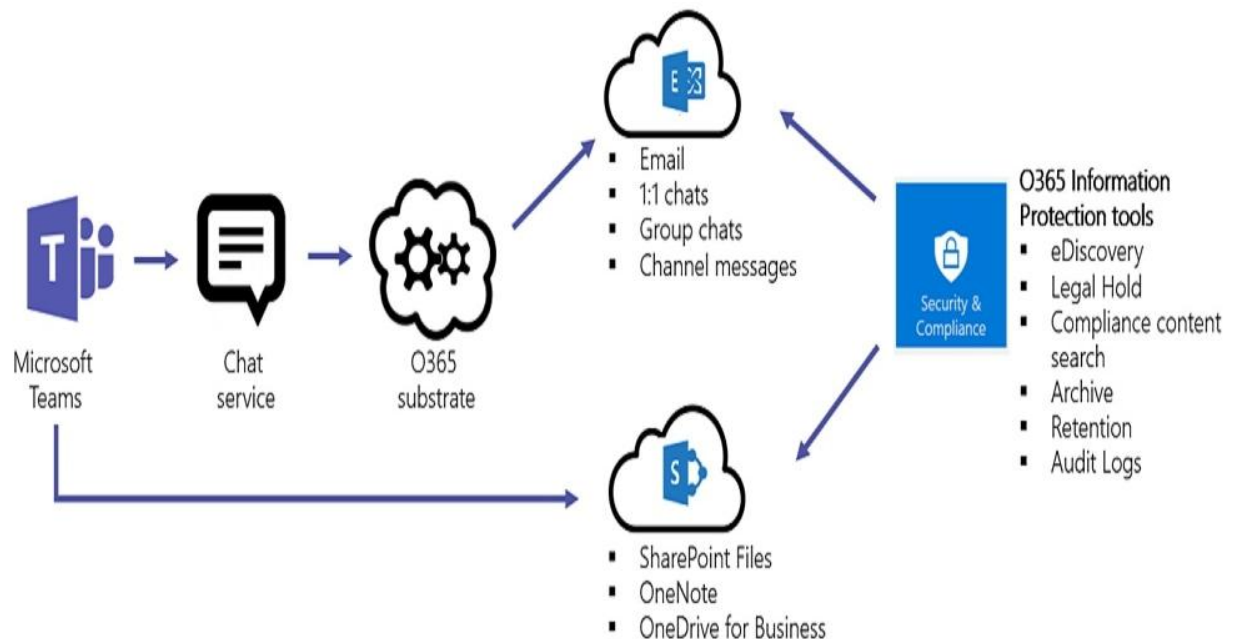 T
Microsoft
Teams
Chat
service
O365
substrate
E
▪ Email
▪ 1:1 chats
▪ Group chats
▪ Channel messages
S
▪ SharePoint Files
▪ OneNote
▪ OneDrive for Business
Security &
Compliance
O365 Information
Protection tools
▪ eDiscovery
▪ Legal Hold
▪ Compliance content
search
▪ Archive
▪ Retention
▪ Audit Logs